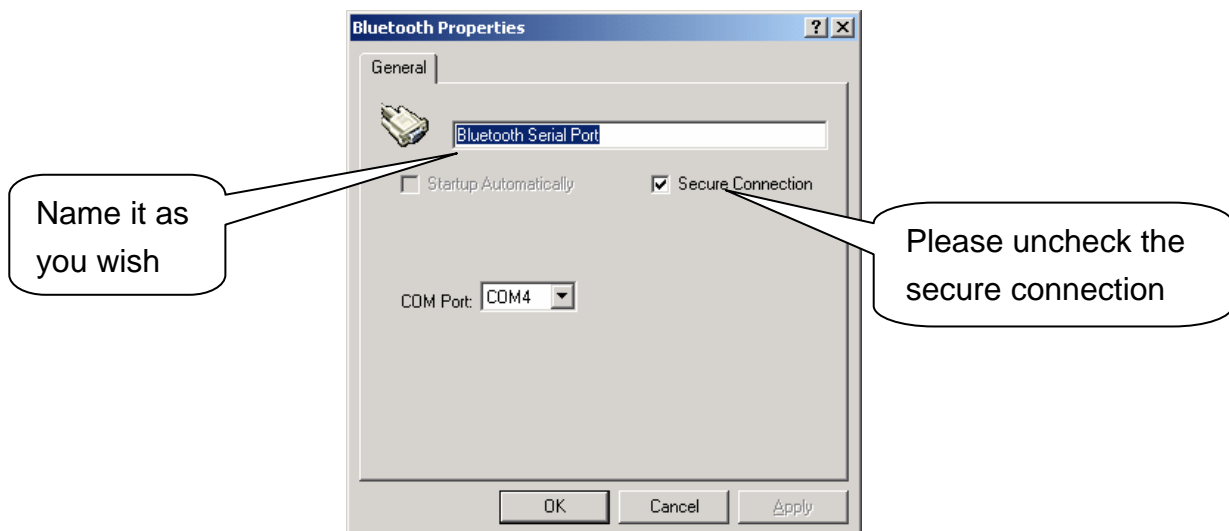 Bluetooth Properties
General
Bluetooth Serial Port
Startup Automatically
Secure Connection
Name it as
you wish
Please uncheck the
secure connection
COM Port: COM4
OK
Cancel
Apply